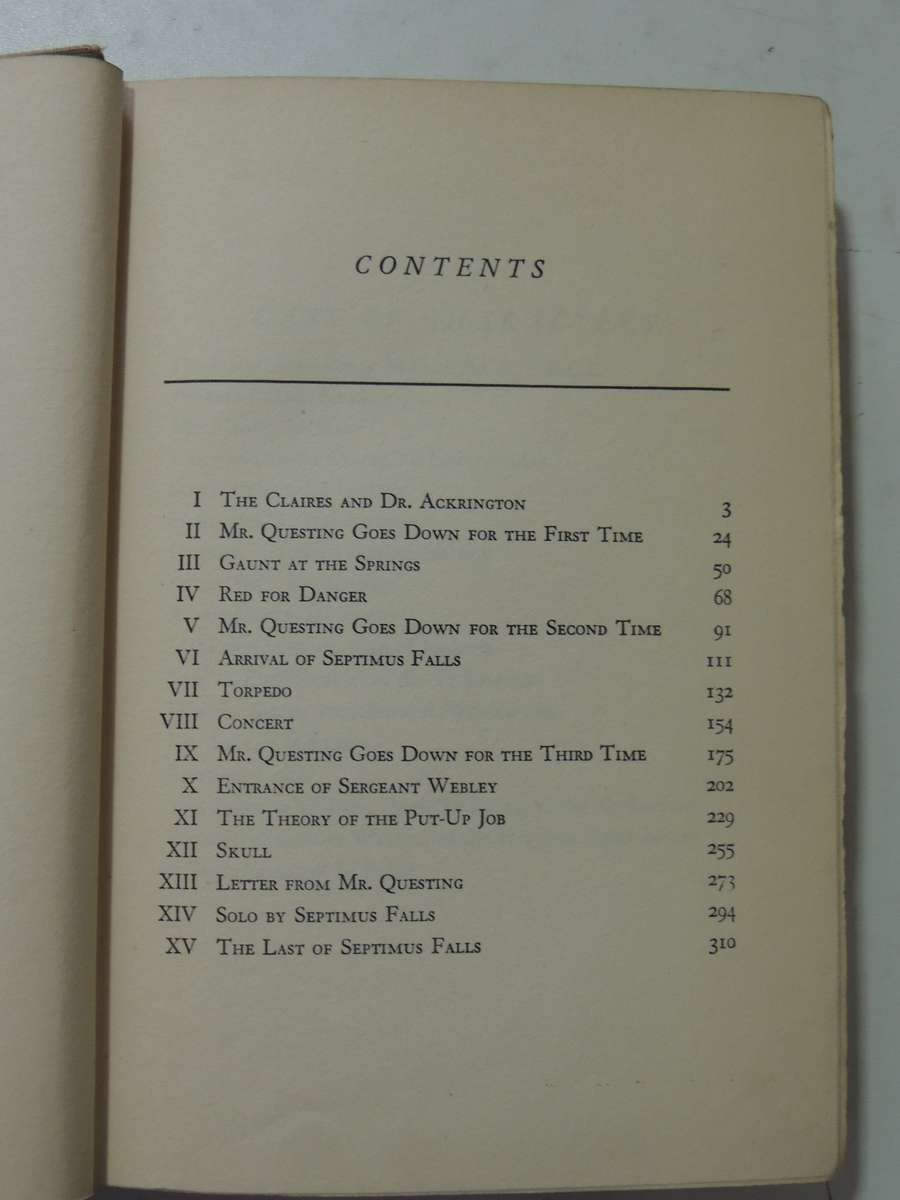 CONTENTS
I The Claires and Dr. Ackrington 3
II Mr. Questing Goes Down for the First Time 24
III Gaunt at the Springs 50
IV Red for Danger 68
V Mr. Questing Goes Down for the Second Time 91
VI Arrival of Septimus Falls 111
VII Torpedo 132
VIII Concert 154
IX Mr. Questing Goes Down for the Third Time 175
X Entrance of Sergeant Webley 202
XI The Theory of the Put-Up Job 229
XII Skull 255
XIII Letter from Mr. Questing 273
XIV Solo by Septimus Falls 294
XV The Last of Septimus Falls 310